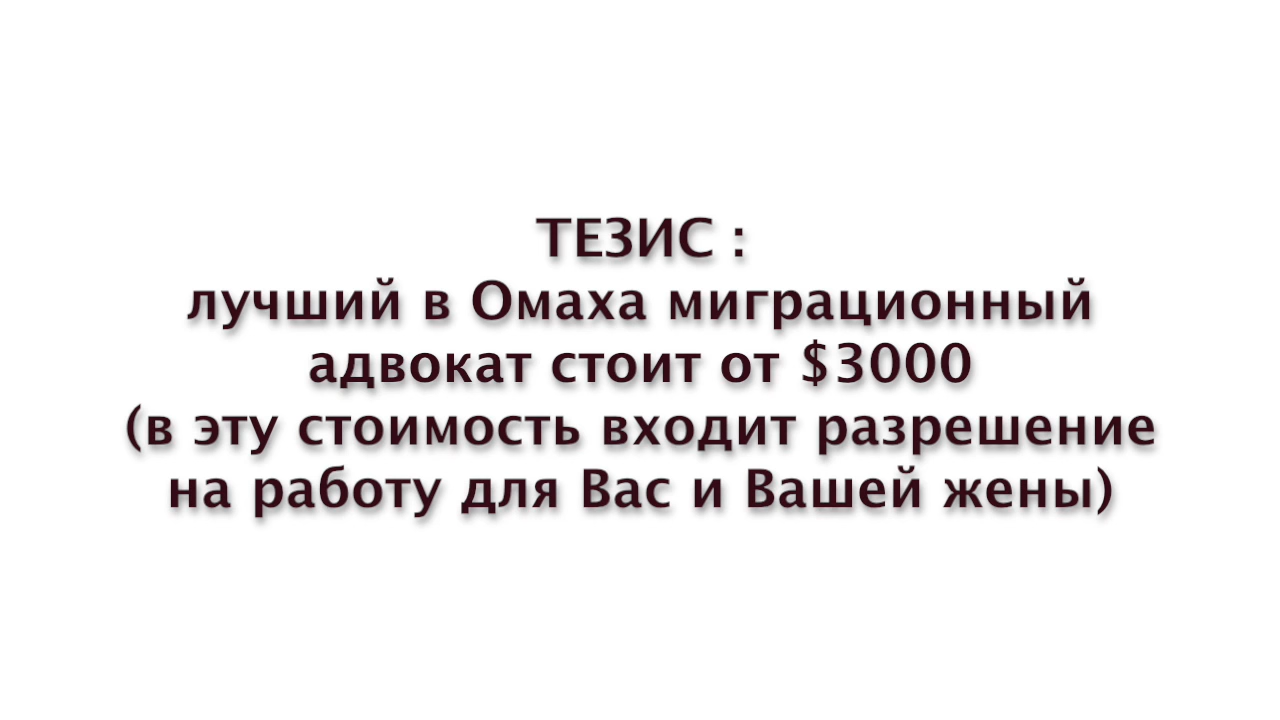 ТЕЗИС :
лучший в Омаха миграционный
адвокат стоит от $3000
(в эту стоимость входит разрешение
на работу для Вас и Вашей жены)